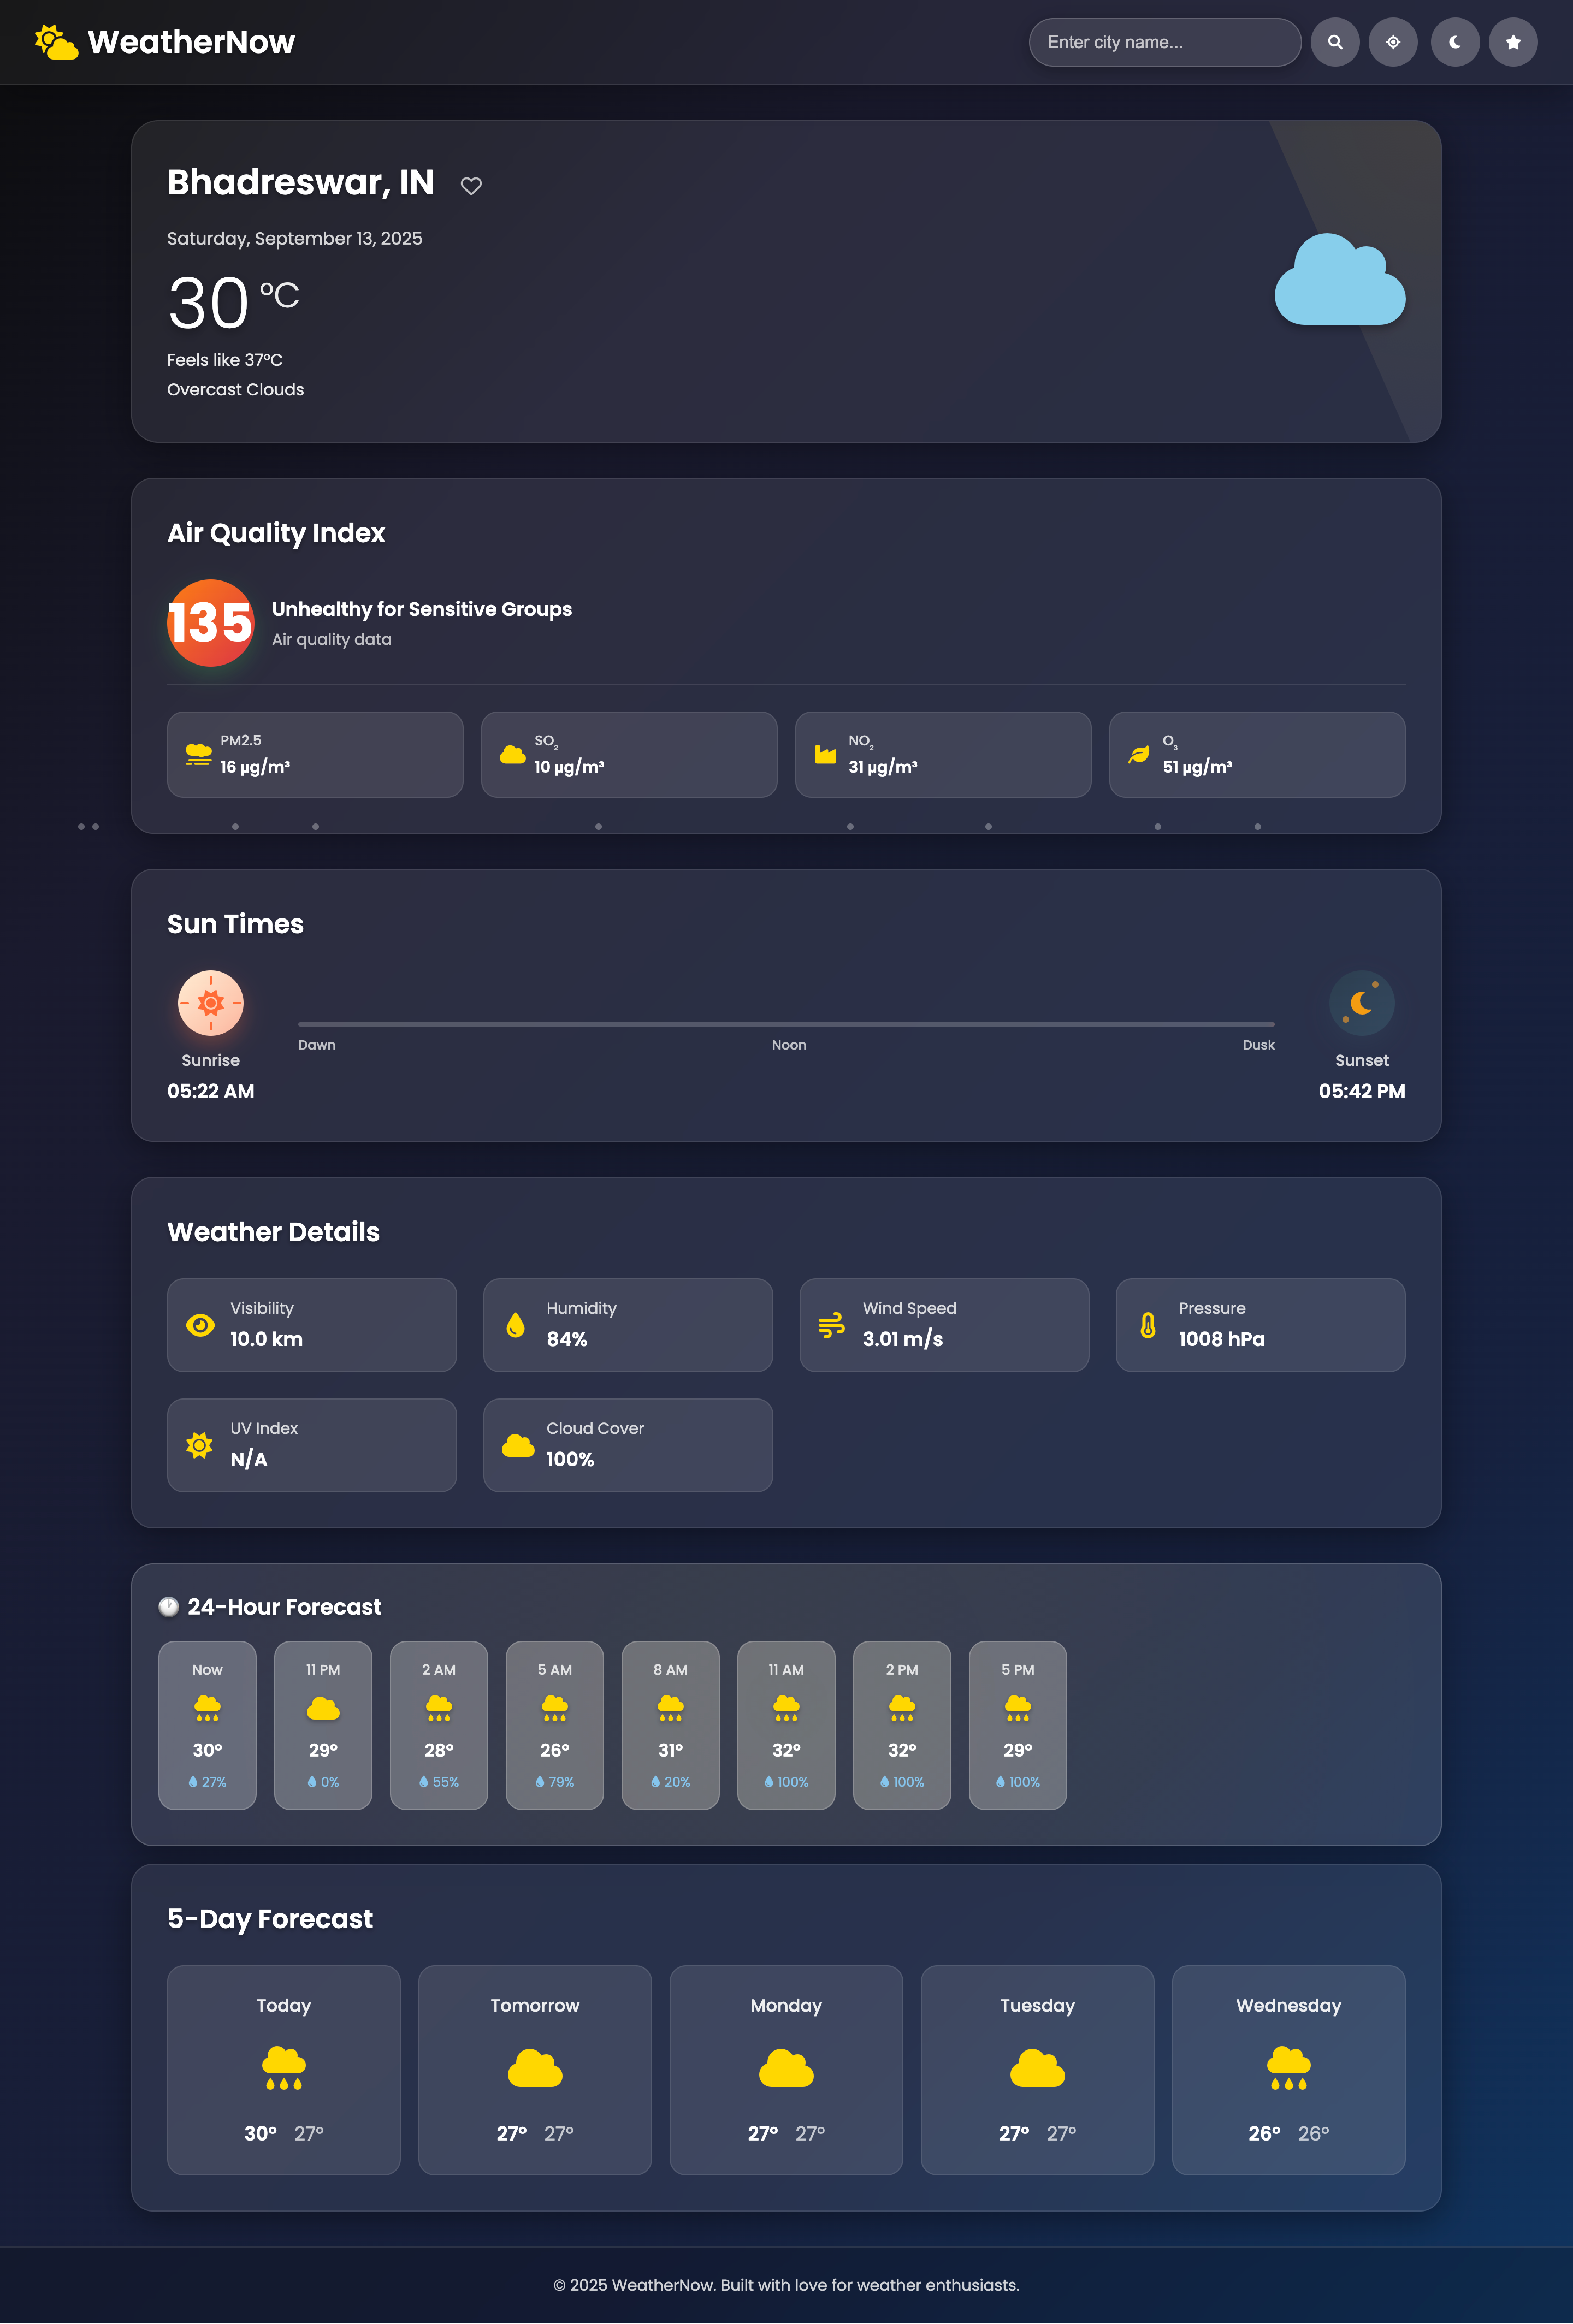 WeatherNow
Enter city name...
Bhadreswar, IN
Saturday, September 13, 2025
30 °C
Feels like 37°C
Overcast Clouds
Air Quality Index
135
Unhealthy for Sensitive Groups
Air quality data
PM2.5
16 µg/m³
SO₂
10 µg/m³
NO₂
31 µg/m³
O₃
51 µg/m³
Sun Times
Sunrise
05:22 AM
Dawn
Noon
Dusk
Sunset
05:42 PM
Weather Details
Visibility
10.0 km
Humidity
84%
Wind Speed
3.01 m/s
Pressure
1008 hPa
UV Index
N/A
Cloud Cover
100%
24-Hour Forecast
Now
30°
27%
11 PM
29°
0%
2 AM
28°
55%
5 AM
26°
79%
8 AM
31°
20%
11 AM
32°
100%
2 PM
32°
100%
5 PM
29°
100%
5-Day Forecast
Today
30° 27°
Tomorrow
27° 27°
Monday
27° 27°
Tuesday
27° 27°
Wednesday
26° 26°
© 2025 WeatherNow. Built with love for weather enthusiasts.